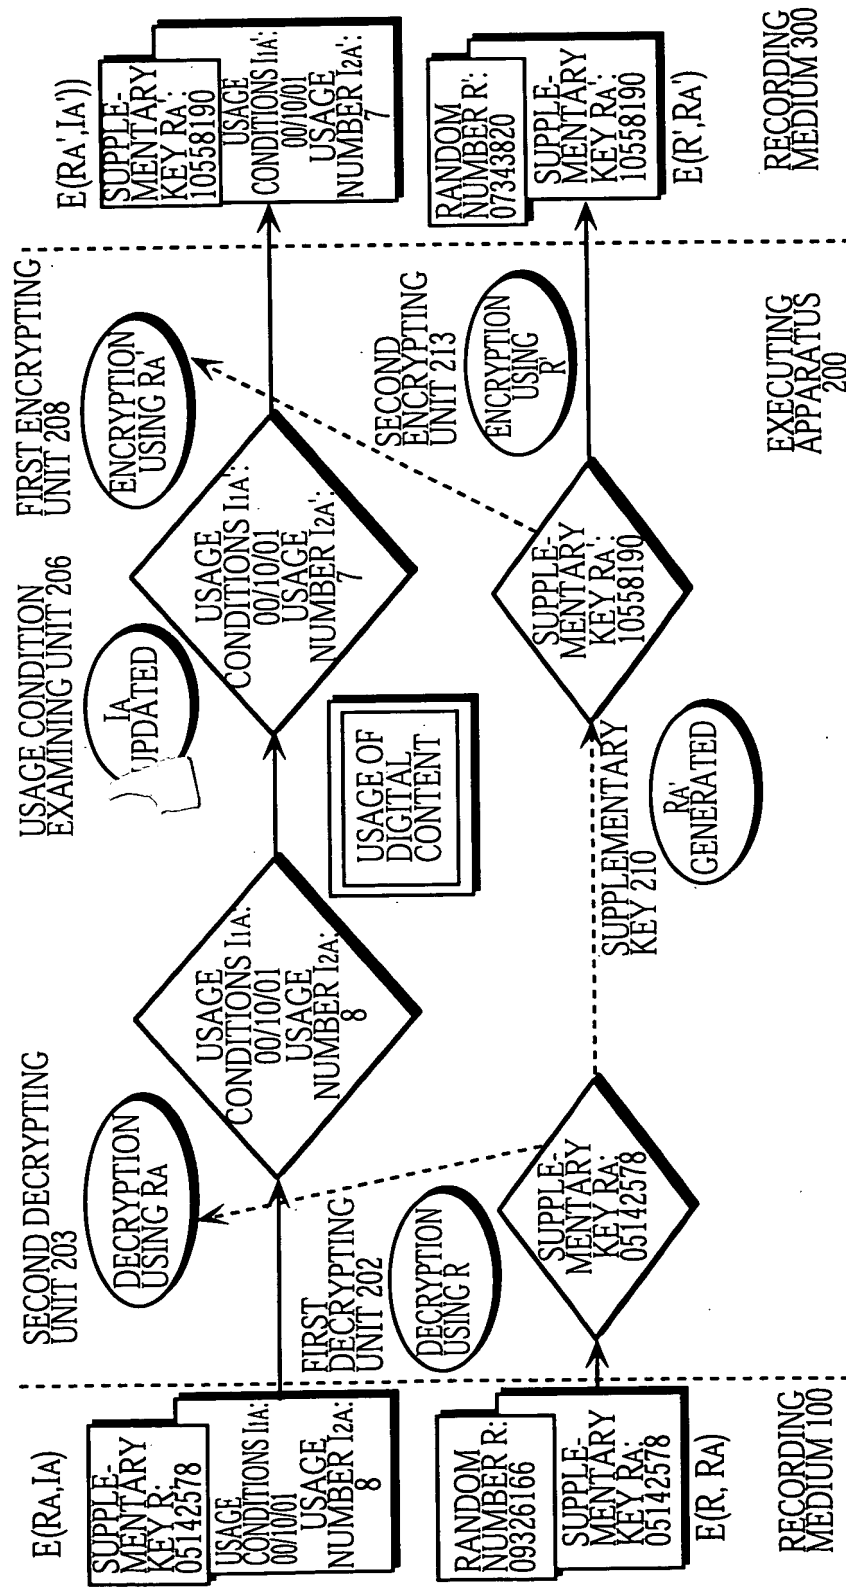 E(RA,IA)
SUPPLE-
MENTARY
KEY R:
05142578
USAGE
CONDITIONS I1A:
00/10/01
USAGE
NUMBER I2A:
8
RANDOM
NUMBER R:
09326166
SUPPLE-
MENTARY
KEY RA:
05142578
E(R, RA)
RECORDING
MEDIUM 100
SECOND DECRYPTING
UNIT 203
DECRYPTION
USING RA
FIRST
DECRYPTING
UNIT 202
DECRYPTION
USING R
SUPPLE-
MENTARY
KEY RA:
05142578
USAGE
CONDITIONS I1A:
00/10/01
USAGE
NUMBER I2A:
8
USAGE OF
DIGITAL
CONTENT
USAGE CONDITION
EXAMINING UNIT 206
IA
UPDATED
SUPPLEMENTARY
KEY 210
RA'
GENERATED
USAGE
CONDITIONS I1A':
00/10/01
USAGE
NUMBER I2A':
7
SUPPLE-
MENTARY
KEY RA':
10558190
FIRST ENCRYPTING
UNIT 208
ENCRYPTION
USING RA'
SECOND
ENCRYPTING
UNIT 213
ENCRYPTION
USING
R'
EXECUTING
APPARATUS
200
E(RA',IA'))
SUPPLE-
MENTARY
KEY RA':
10558190
USAGE
CONDITIONS I1A':
00/10/01
USAGE
NUMBER I2A':
7
RANDOM
NUMBER R':
07343820
SUPPLE-
MENTARY
KEY RA':
10558190
E(R',RA')
RECORDING
MEDIUM 300